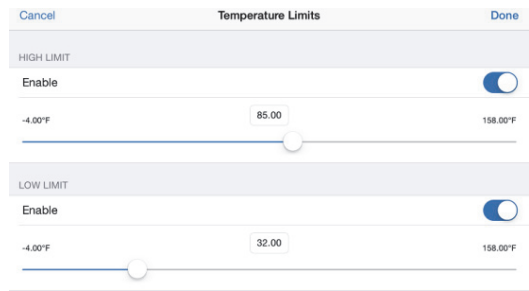 Cancel Temperature Limits Done
HIGH LIMIT
Enable
-4.00°F 85.00 158.00°F
LOW LIMIT
Enable
-4.00°F 32.00 158.00°F